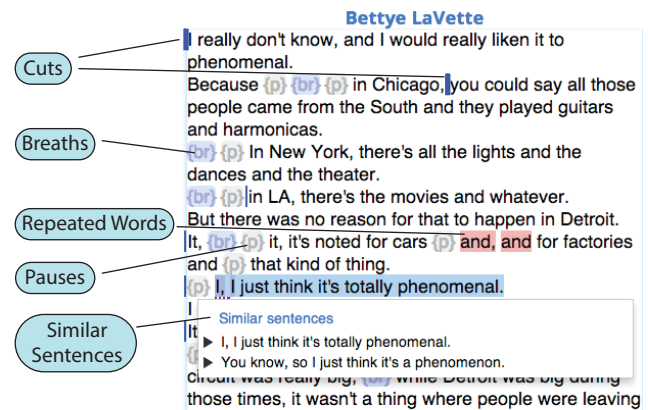 Bettye LaVette
Cuts
Breaths
Repeated Words
Pauses
Similar
Sentences
I really don't know, and I would really liken it to
phenomenal.
Because {p} {br} {p} in Chicago, you could say all those
people came from the South and they played guitars
and harmonicas.
{br} {p} In New York, there's all the lights and the
dances and the theater.
{br} {p} in LA, there's the movies and whatever.
But there was no reason for that to happen in Detroit.
It, {br} {p} it, it's noted for cars {p} and, and for factories
and {p} that kind of thing.
{p} I, I just think it's totally phenomenal.
I
It
Similar sentences
I, I just think it's totally phenomenal.
You know, so I just think it's a phenomenon.
circuit was really big, {br} while Detroit was big during
those times, it wasn't a thing where people were leaving